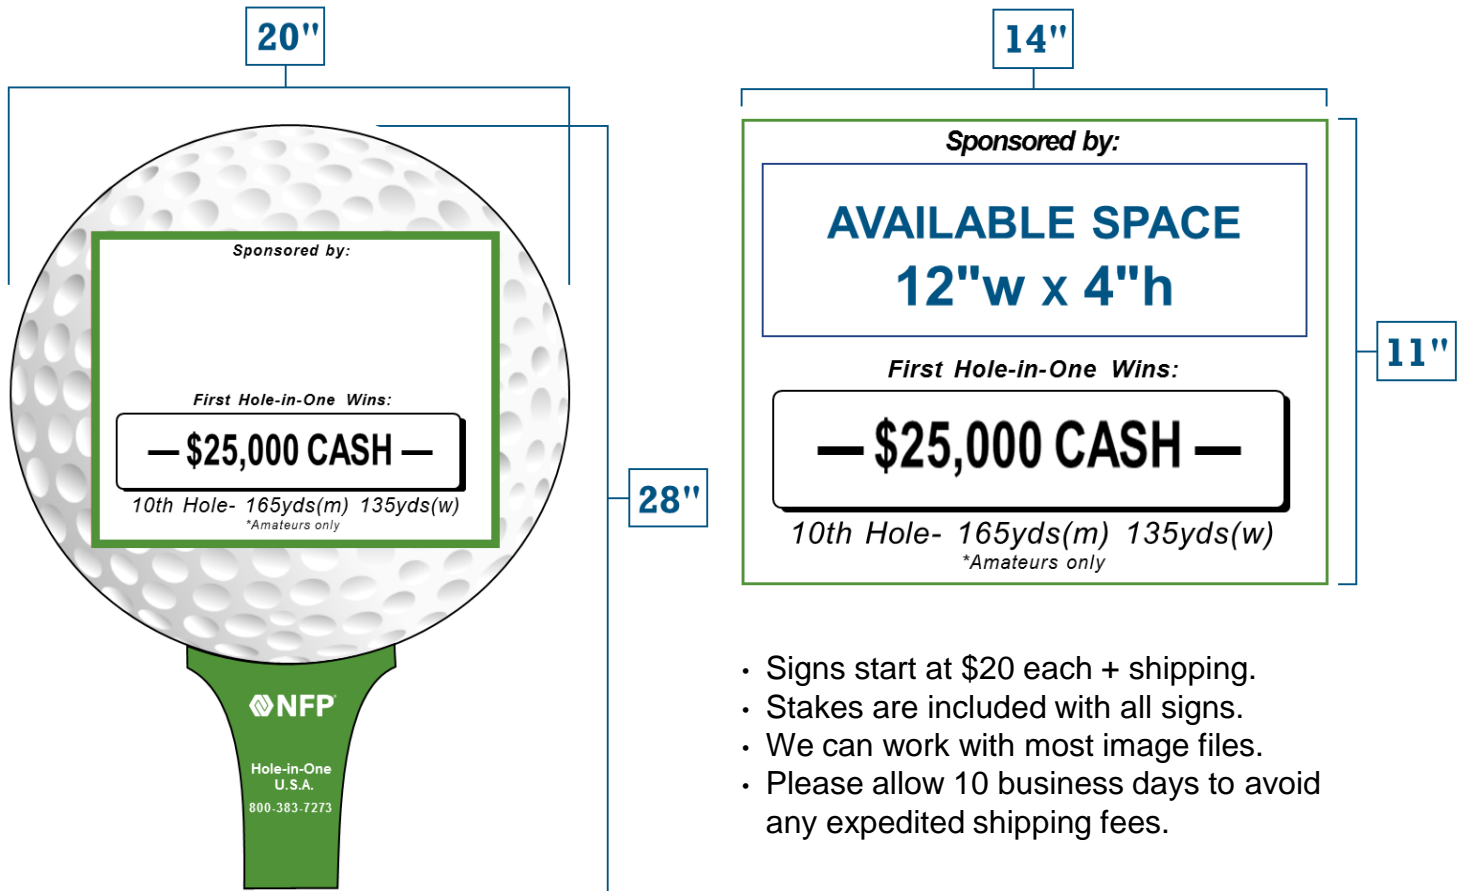 20"
Sponsored by:
First Hole-in-One Wins:
— $25,000 CASH —
10th Hole- 165yds(m) 135yds(w)
*Amateurs only
28"
NFP
Hole-in-One
U.S.A.
800-383-7273
14"
Sponsored by:
AVAILABLE SPACE
12"w x 4"h
First Hole-in-One Wins:
— $25,000 CASH —
10th Hole- 165yds(m) 135yds(w)
*Amateurs only
11"
• Signs start at $20 each + shipping.
• Stakes are included with all signs.
• We can work with most image files.
• Please allow 10 business days to avoid
any expedited shipping fees.